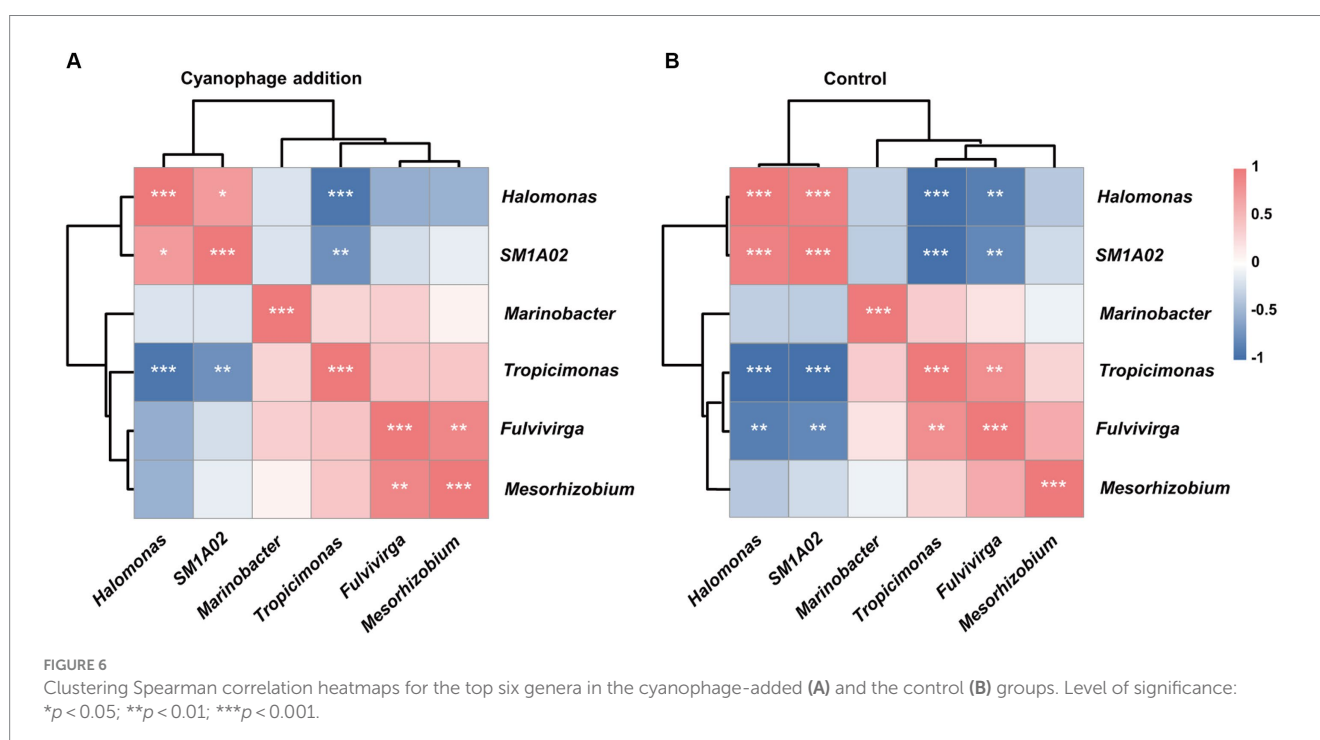 A
Cyanophage addition
*** * *** Halomonas
* *** ** SM1A02
*** Marinobacter
*** ** *** Tropicimonas
*** ** Fulvivirga
** *** Mesorhizobium
Halomonas SM1A02 Marinobacter Tropicimonas Fulvivirga Mesorhizobium
B
Control
*** *** *** ** Halomonas
*** *** *** ** SM1A02
*** Marinobacter
*** *** *** ** Tropicimonas
** ** ** *** Fulvivirga
*** Mesorhizobium
Halomonas SM1A02 Marinobacter Tropicimonas Fulvivirga Mesorhizobium
1
0.5
0
-0.5
-1
FIGURE 6
Clustering Spearman correlation heatmaps for the top six genera in the cyanophage-added (A) and the control (B) groups. Level of significance:
*p < 0.05; **p < 0.01; ***p < 0.001.